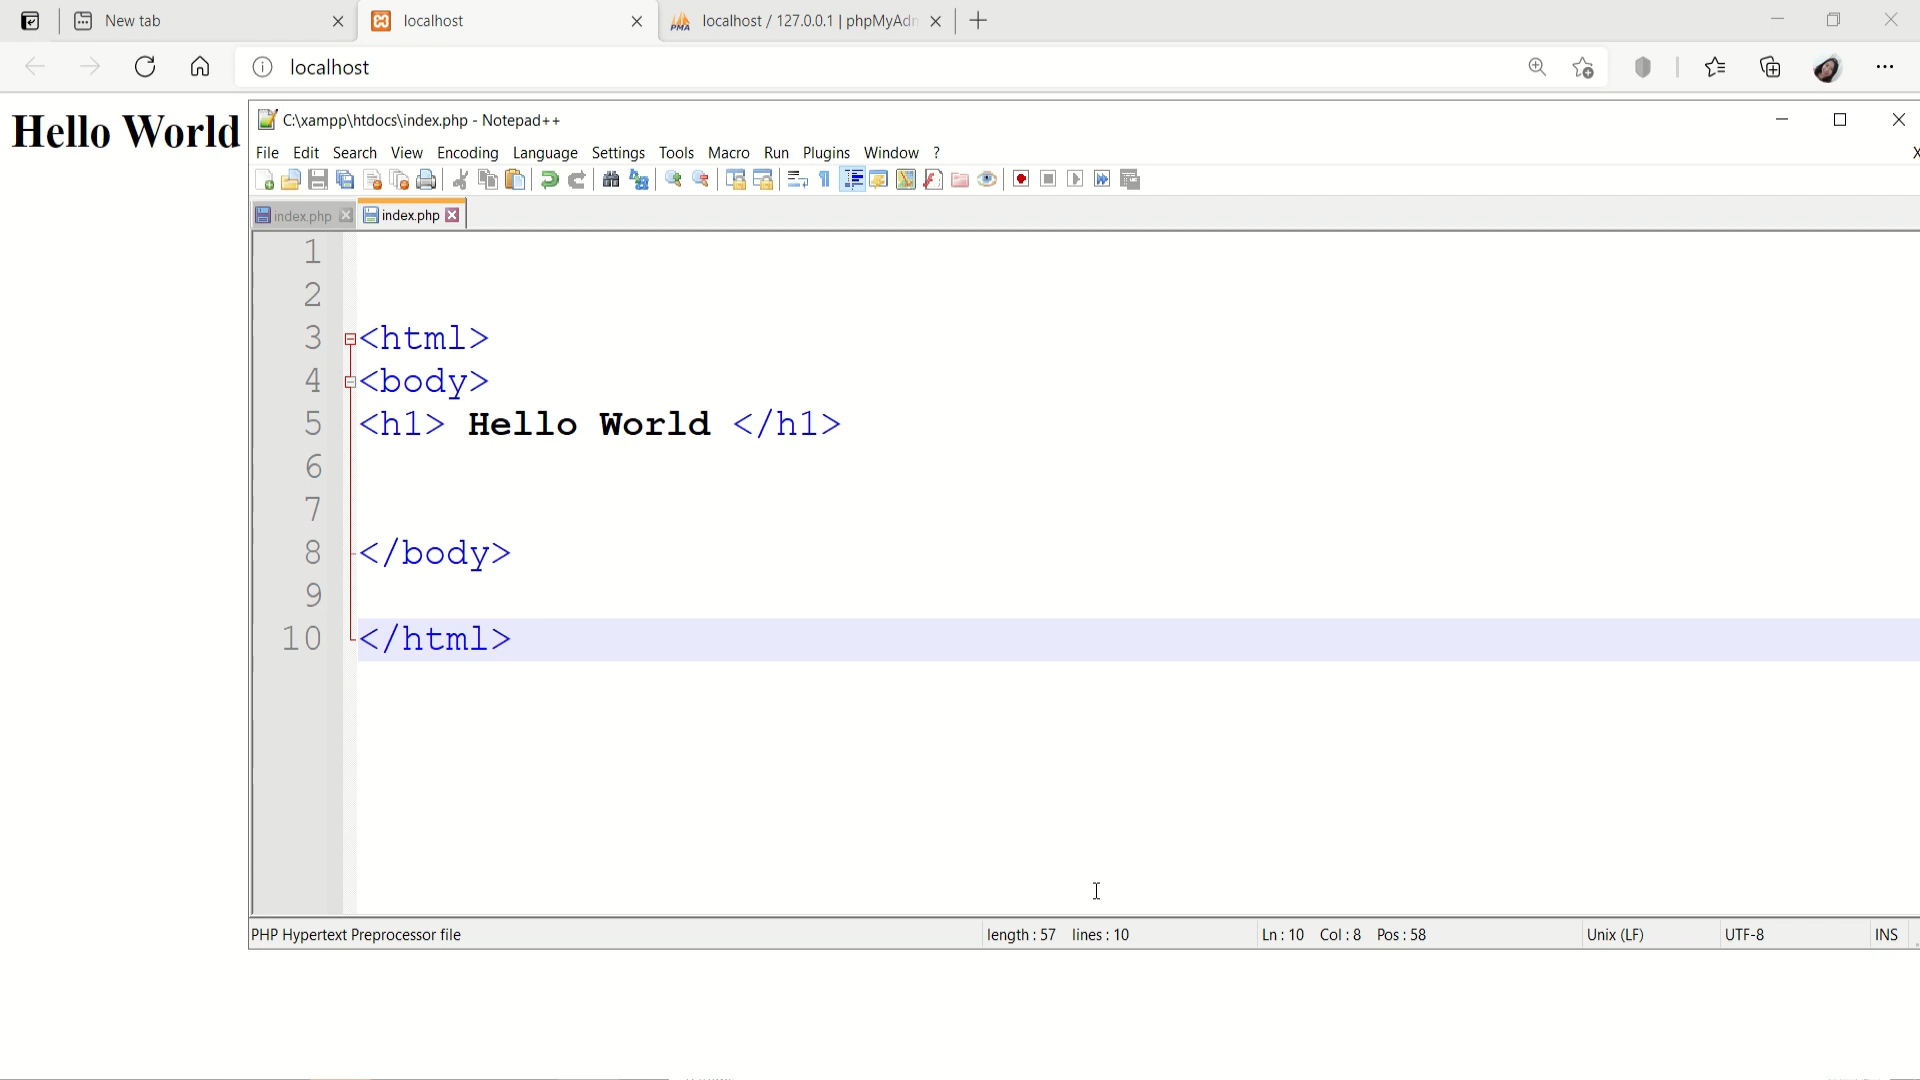 New tab
localhost
localhost / 127.0.0.1 | phpMyAdm
localhost
Hello World
C:\xampp\htdocs\index.php - Notepad++
File Edit Search View Encoding Language Settings Tools Macro Run Plugins Window ?
index.php
index.php
1
2
3 <html>
4 <body>
5 <h1> Hello World </h1>
6
7
8 </body>
9
10 </html>
PHP Hypertext Preprocessor file length : 57 lines : 10 Ln : 10 Col : 8 Pos : 58 Unix (LF) UTF-8 INS